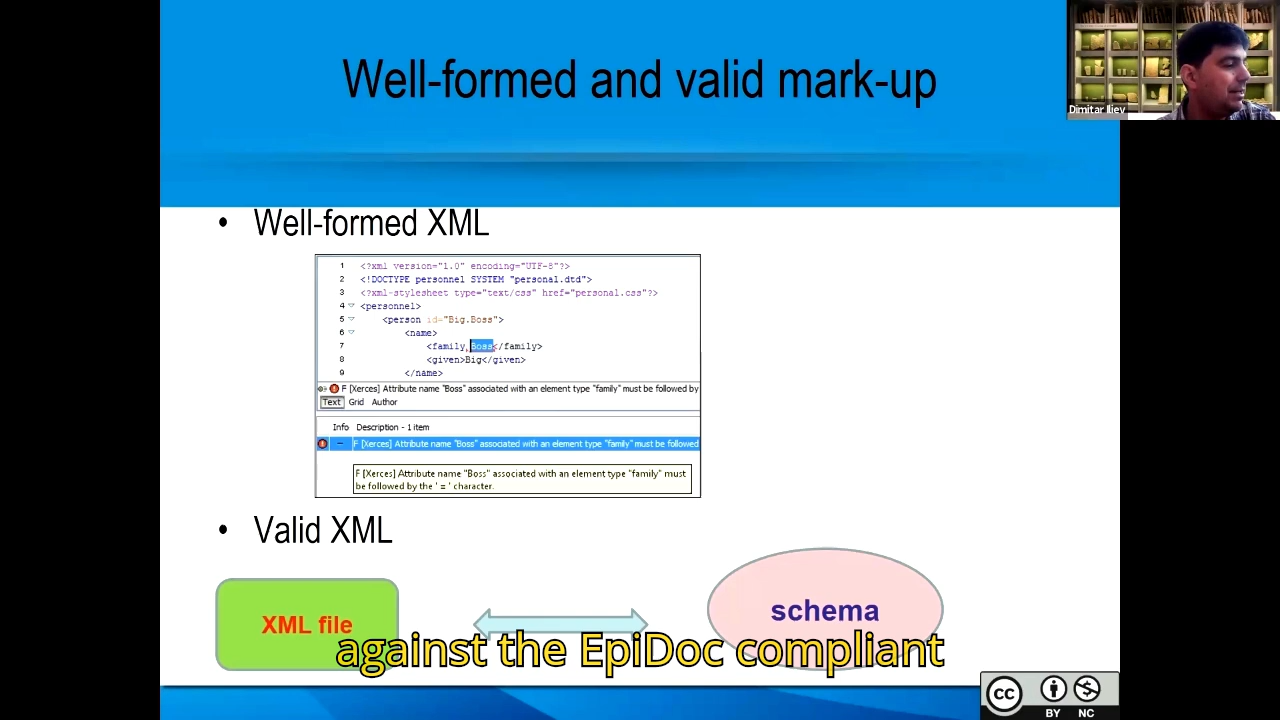 Well-formed and valid mark-up
Dimitar Iliev
• Well-formed XML
1 <?xml version="1.0" encoding="UTF-8"?>
2 <!DOCTYPE personnel SYSTEM "personal.dtd">
3 <?xml-stylesheet type="text/css" href="personal.css"?>
4 <personnel>
5 <person id="Big.Boss">
6 <name>
7 <family Boss</family>
8 <given>Big</given>
9 </name>
F [Xerces] Attribute name "Boss" associated with an element type "family" must be followed by
Text Grid Author
Info Description - 1 item
F [Xerces] Attribute name "Boss" associated with an element type "family" must be followed
F [Xerces] Attribute name "Boss" associated with an element type "family" must
be followed by the ' = ' character.
• Valid XML
XML file
schema
against the EpiDoc compliant
cc
BY NC